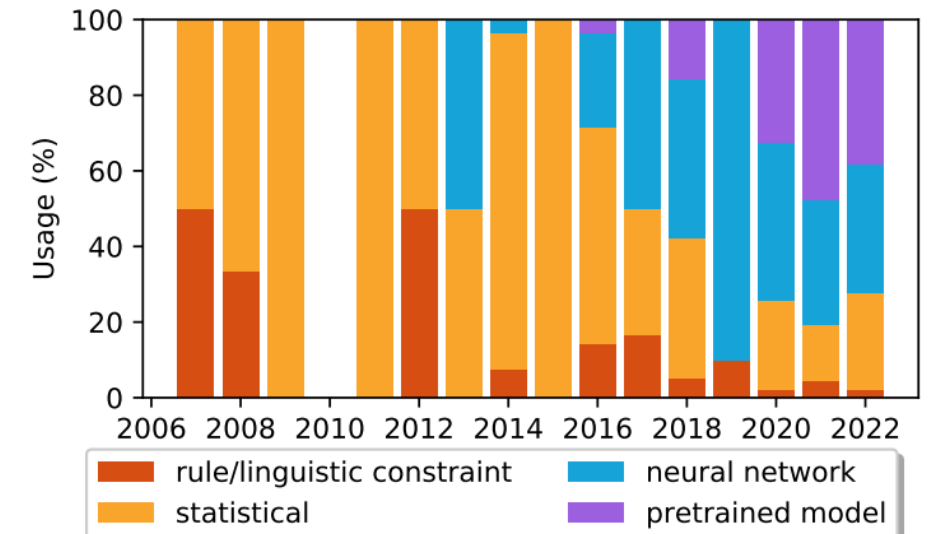 100
80
60
40
20
0
Usage (%)
2006 2008 2010 2012 2014 2016 2018 2020 2022
rule/linguistic constraint
neural network
statistical
pretrained model